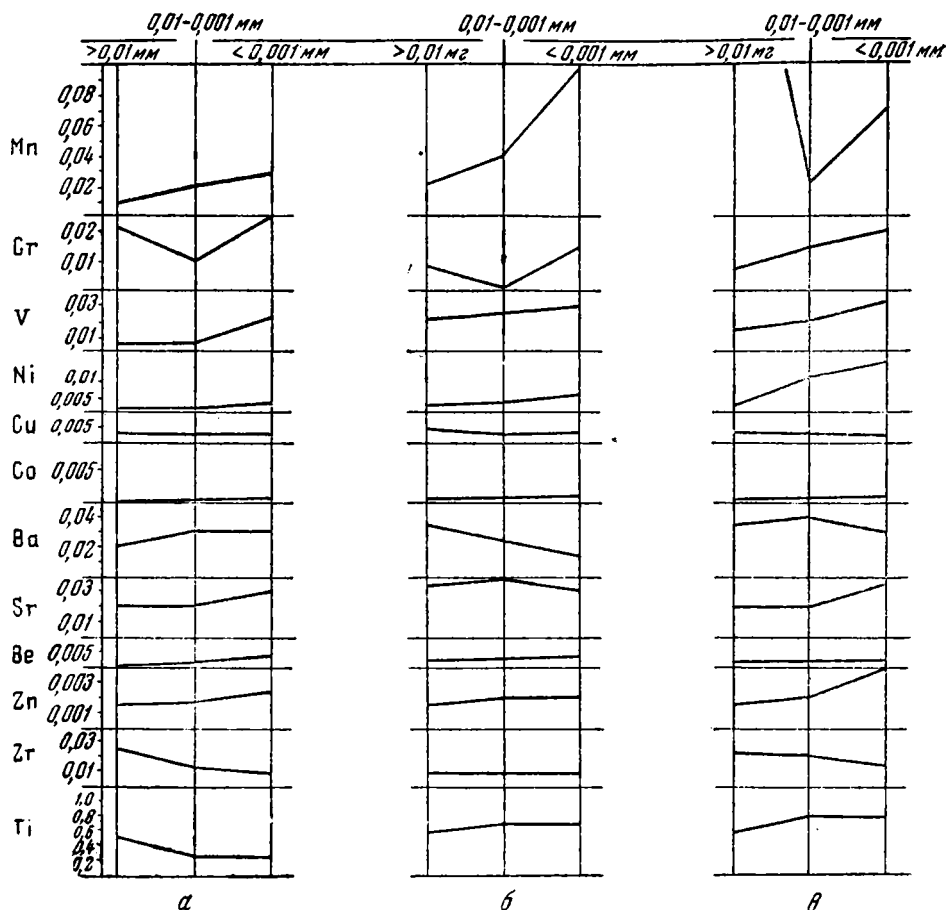 0,01-0,001 мм 0,01-0,001 мм 0,01-0,001 мм
>0,01 мм <0,001 мм >0,01 мг <0,001 мм >0,01 мг <0,001 мм
0,08
0,06
Mn 0,04
0,02
0,02
Cr 0,01
0,03
V 0,01
Ni 0,01
0,005
Cu 0,005
Co 0,005
0,04
Ba 0,02
0,03
Sr 0,01
Be 0,005
0,003
Zn 0,001
0,03
Zr 0,01
1.0
0,8
Ti 0,6
0,4
0,2
а б в